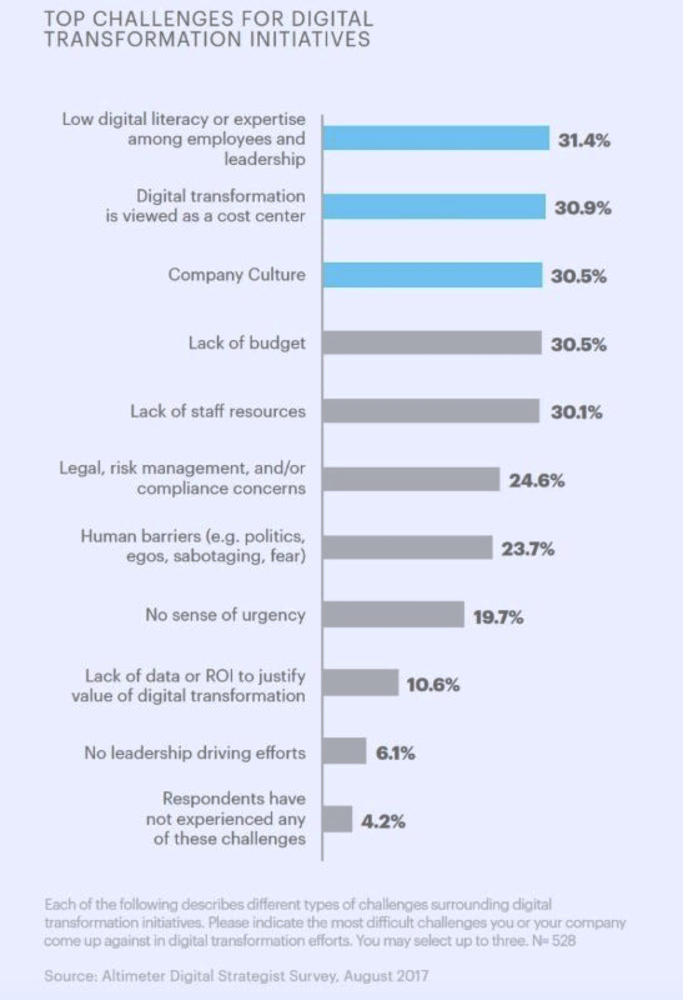 TOP CHALLENGES FOR DIGITAL
TRANSFORMATION INITIATIVES
Low digital literacy or expertise
among employees and
leadership
31.4%
Digital transformation
is viewed as a cost center
30.9%
Company Culture
30.5%
Lack of budget
30.5%
Lack of staff resources
30.1%
Legal, risk management, and/or
compliance concerns
24.6%
Human barriers (e.g. politics,
egos, sabotaging, fear)
23.7%
No sense of urgency
19.7%
Lack of data or ROI to justify
value of digital transformation
10.6%
No leadership driving efforts
6.1%
Respondents have
not experienced any
of these challenges
4.2%
Each of the following describes different types of challenges surrounding digital
transformation initiatives. Please indicate the most difficult challenges you or your company
come up against in digital transformation efforts. You may select up to three. N= 528
Source: Altimeter Digital Strategist Survey, August 2017